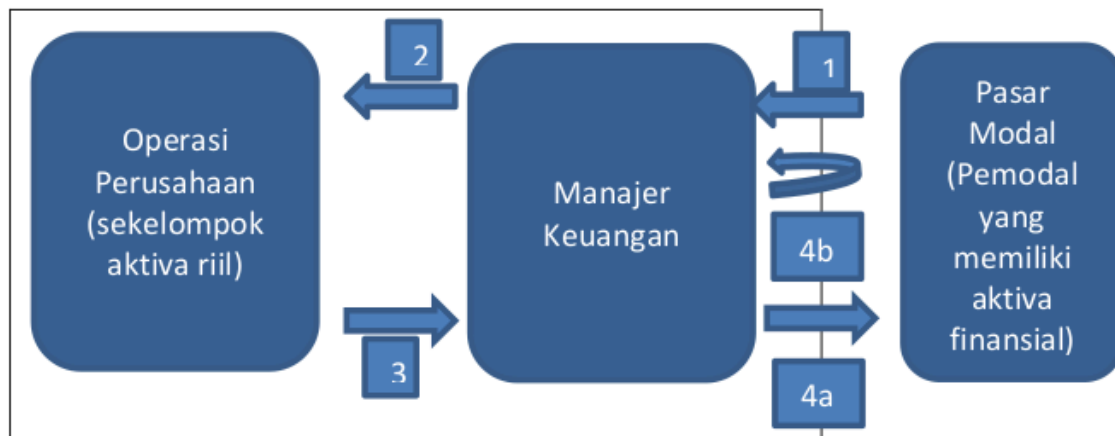 Operasi
Perusahaan
(sekelompok
aktiva riil)
2
3
Manajer
Keuangan
1
4b
4a
Pasar
Modal
(Pemodal
yang
memiliki
aktiva
finansial)